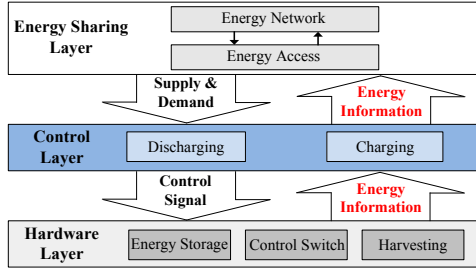 Energy Sharing
Layer
Energy Network
Energy Access
Supply &
Demand
Energy
Information
Control
Layer
Discharging
Charging
Control
Signal
Energy
Information
Hardware
Layer
Energy Storage
Control Switch
Harvesting